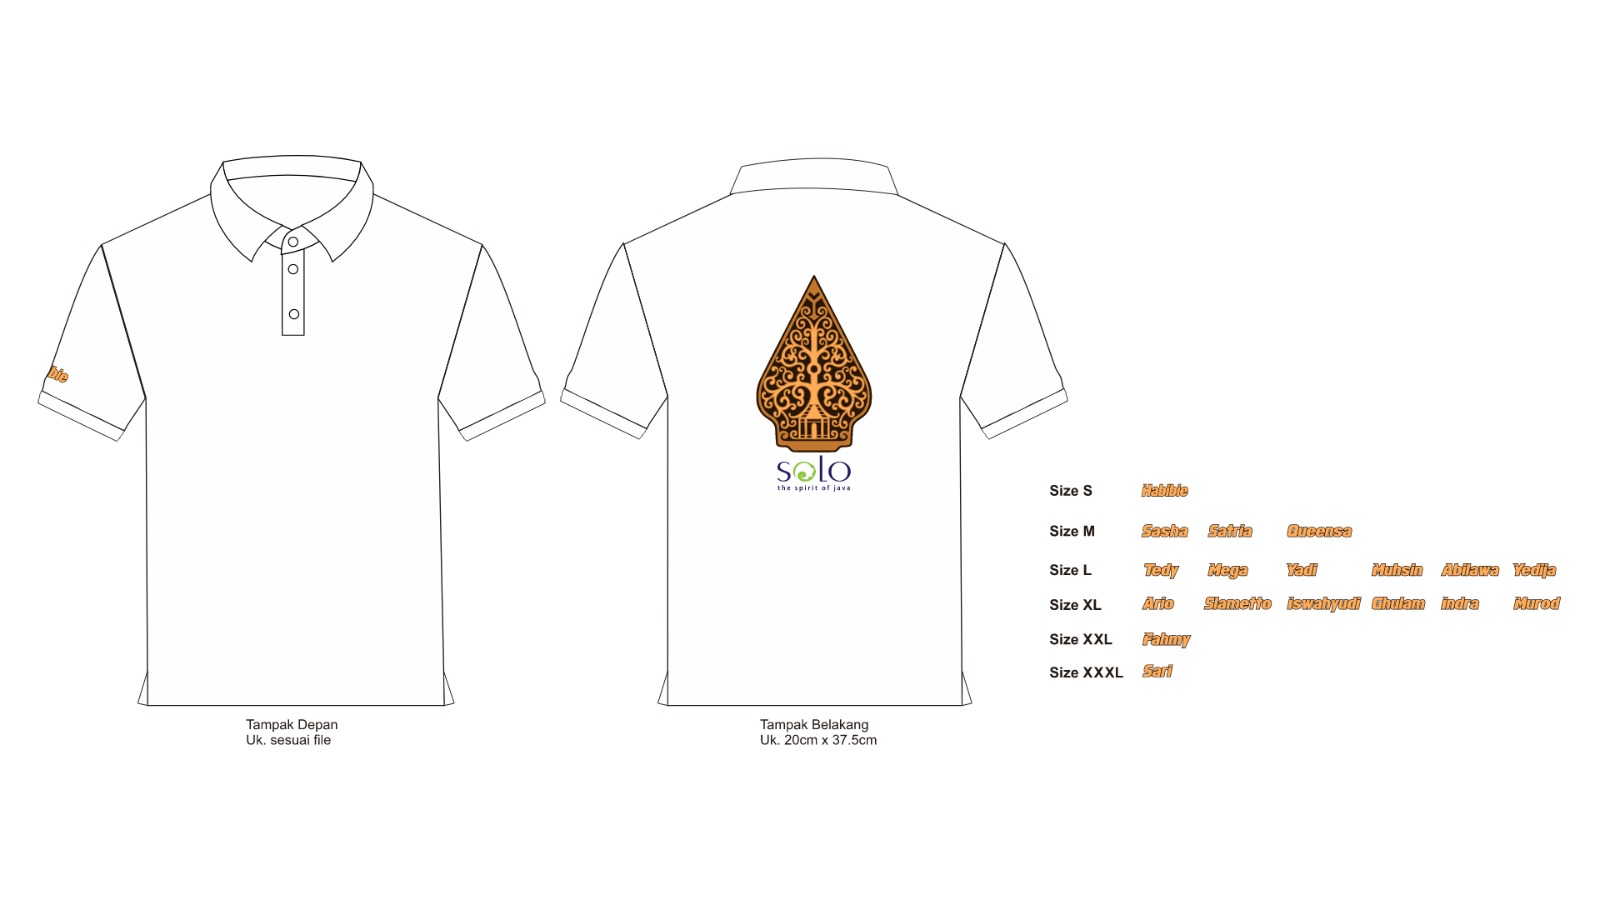 bie
solo
the spirit of java
Tampak Depan
Uk. sesuai file
Tampak Belakang
Uk. 20cm x 37.5cm
Size S Habibie
Size M Sasha Satria Queensa
Size L Tedy Mega Yadi Muhsin Abilawa Yedija
Size XL Ario Slametto iswahyudi Ghulam indra Murod
Size XXL Fahmy
Size XXXL Sari